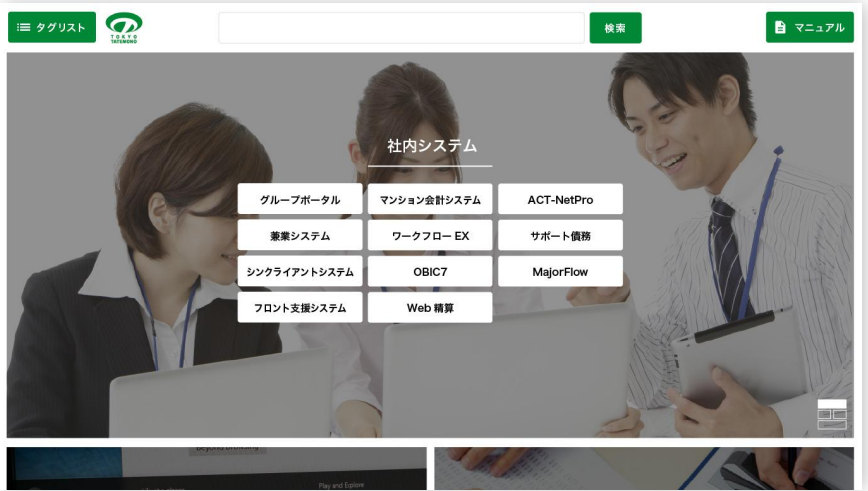 タグリスト
TOKYO
TATEMONO
検索
マニュアル
社内システム
グループポータル
マンション会計システム
ACT-NetPro
兼業システム
ワークフロー EX
サポート債務
シンクライアントシステム
OBIC7
MajorFlow
フロント支援システム
Web 精算
Beyond Browsing
Play and Explore